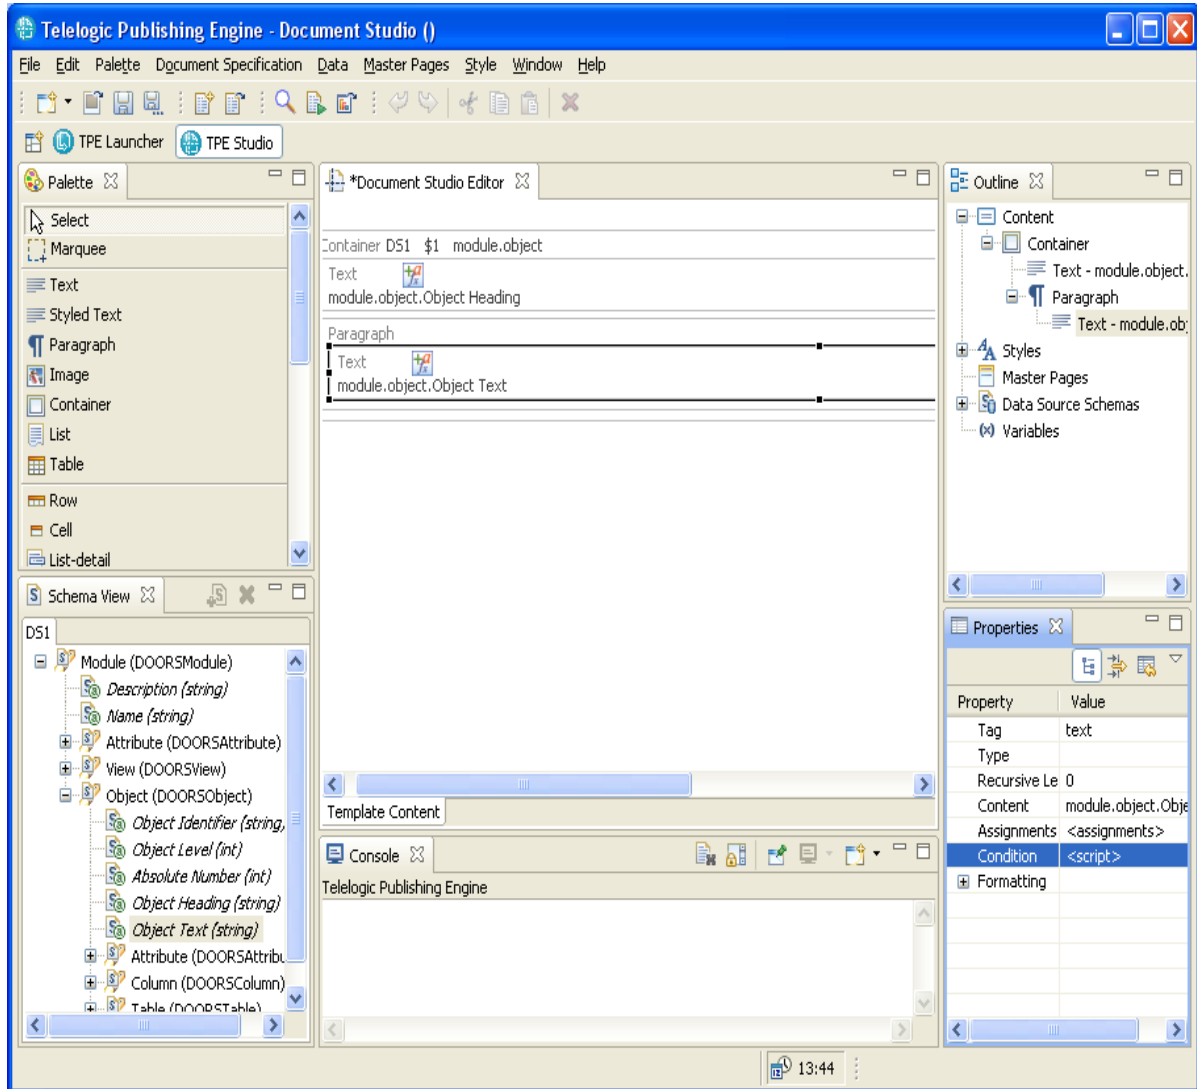 Telelogic Publishing Engine - Document Studio ()
File Edit Palette Document Specification Data Master Pages Style Window Help
TPE Launcher TPE Studio
Palette
Select
Marquee
Text
Styled Text
Paragraph
Image
Container
List
Table
Row
Cell
List-detail
*Document Studio Editor
Container DS1 $1 module.object
Text
module.object.Object Heading
Paragraph
Text
module.object.Object Text
Template Content
Outline
Content
Container
Text - module.object.
Paragraph
Text - module.obj
Styles
Master Pages
Data Source Schemas
(x) Variables
Schema View
DS1
Module (DOORSModule)
Description (string)
Name (string)
Attribute (DOORSAttribute)
View (DOORSView)
Object (DOORSObject)
Object Identifier (string,
Object Level (int)
Absolute Number (int)
Object Heading (string)
Object Text (string)
Attribute (DOORSAttribu
Column (DOORSColumn)
Table (DOORSTable)
Console
Telelogic Publishing Engine
Properties
Property Value
Tag text
Type
Recursive Le 0
Content module.object.Obje
Assignments <assignments>
Condition <script>
Formatting
13:44